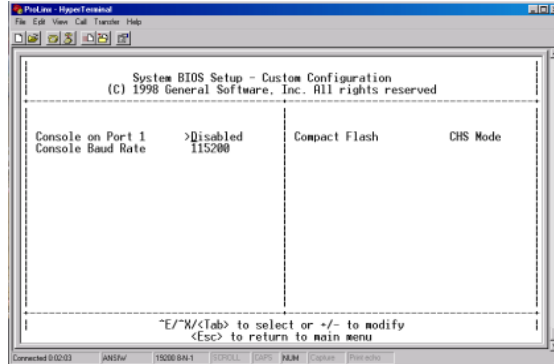 ProLinx - HyperTerminal
File Edit View Call Transfer Help
System BIOS Setup - Custom Configuration
(C) 1998 General Software, Inc. All rights reserved
Console on Port 1 >Disabled Compact Flash CHS Mode
Console Baud Rate 115200
^E/^X/<Tab> to select or +/- to modify
<Esc> to return to main menu
Connected 0:02:03 ANSIW 115200 8-N-1 SCROLL CAPS NUM Capture Print echo